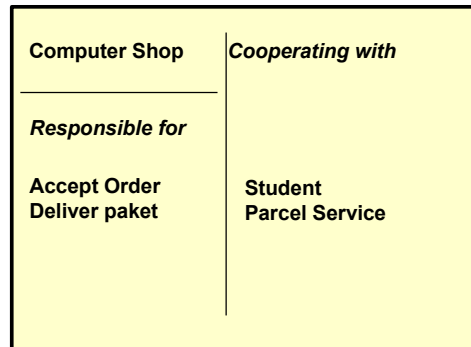 Computer Shop
Cooperating with
Responsible for
Accept Order
Deliver paket
Student
Parcel Service